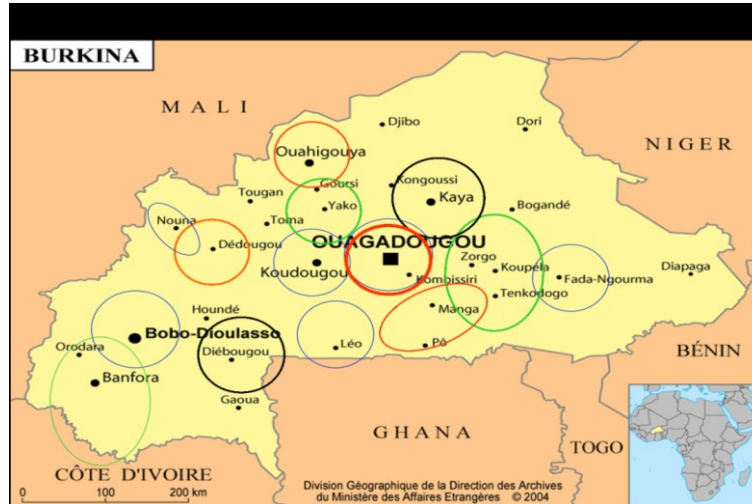 BURKINA
MALI
Djibo
Dori
NIGER
Ouahigouya
Goursi
Kongoussi
Kaya
Tougan
Yako
Bogandé
Nouna
Toma
Dédougou
OUAGADOUGOU
Koudougou
Zorgo
Koupéla
Kombissiri
Fada-Ngourma
Diapaga
Tenkodogo
Manga
Houndé
Bobo-Dioulasso
Orodara
Diébougou
Léo
Pô
BÉNIN
Banfora
Gaoua
GHANA
TOGO
CÔTE D'IVOIRE
0 100 200 km
Division Géographique de la Direction des Archives
du Ministère des Affaires Etrangères © 2004